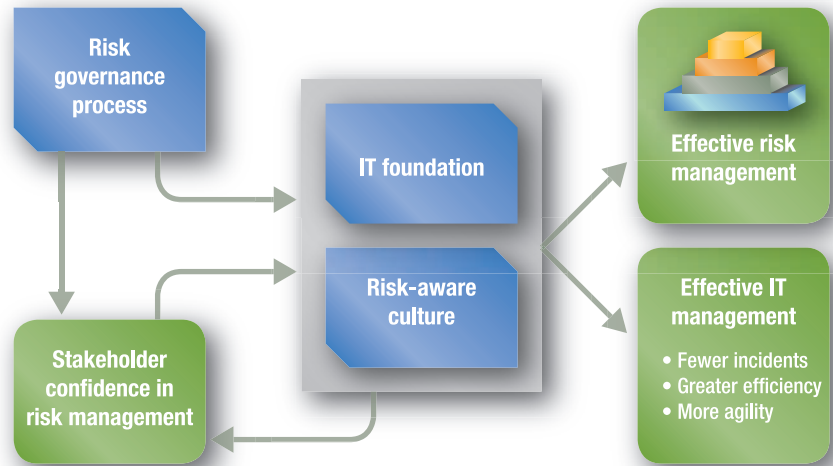 Risk
governance
process
IT foundation
Risk-aware
culture
Stakeholder
confidence in
risk management
Effective risk
management
Effective IT
management
• Fewer incidents
• Greater efficiency
• More agility